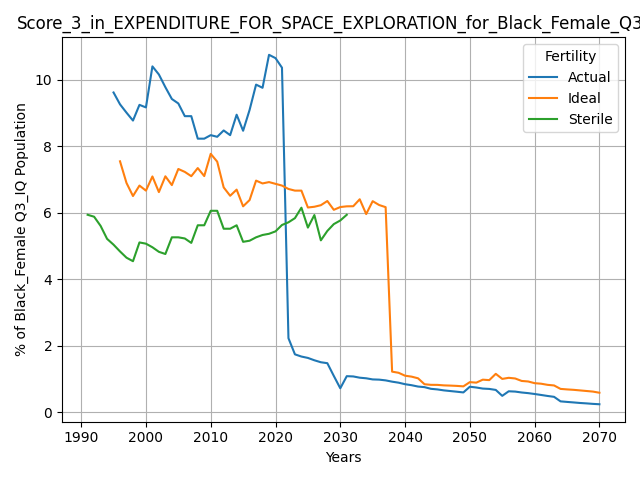 Score_3_in_EXPENDITURE_FOR_SPACE_EXPLORATION_for_Black_Female_Q3
Fertility
Actual
Ideal
Sterile
% of Black_Female Q3_IQ Population
10
8
6
4
2
0
1990 2000 2010 2020 2030 2040 2050 2060 2070
Years